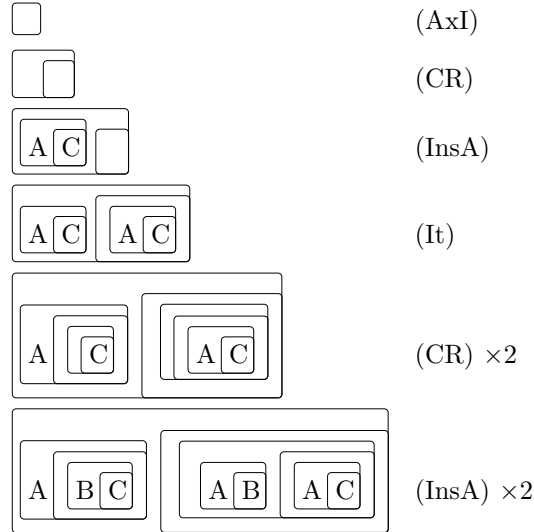 (AxI)
(CR)
A C (InsA)
A C A C (It)
A C A C (CR) ×2
A B C A B A C (InsA) ×2